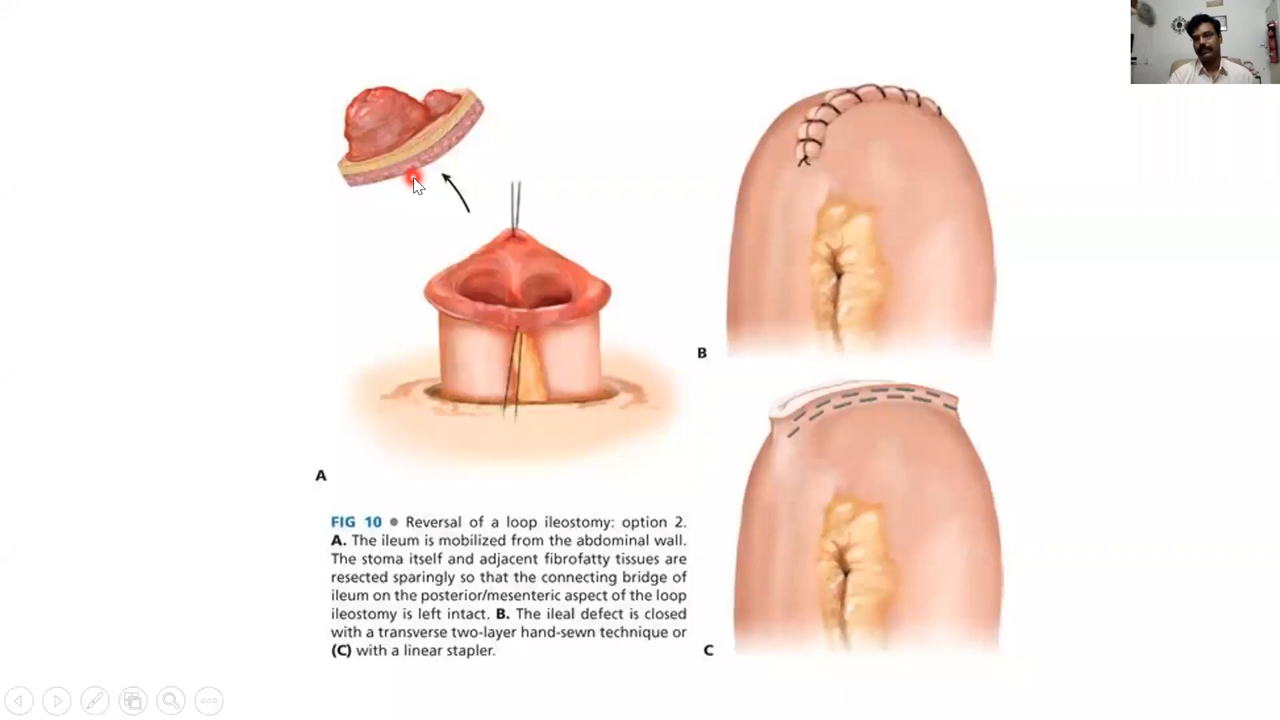 B
A
FIG 10 ● Reversal of a loop ileostomy: option 2.
A. The ileum is mobilized from the abdominal wall.
The stoma itself and adjacent fibrofatty tissues are
resected sparingly so that the connecting bridge of
ileum on the posterior/mesenteric aspect of the loop
ileostomy is left intact. B. The ileal defect is closed
with a transverse two-layer hand-sewn technique or
(C) with a linear stapler.
C